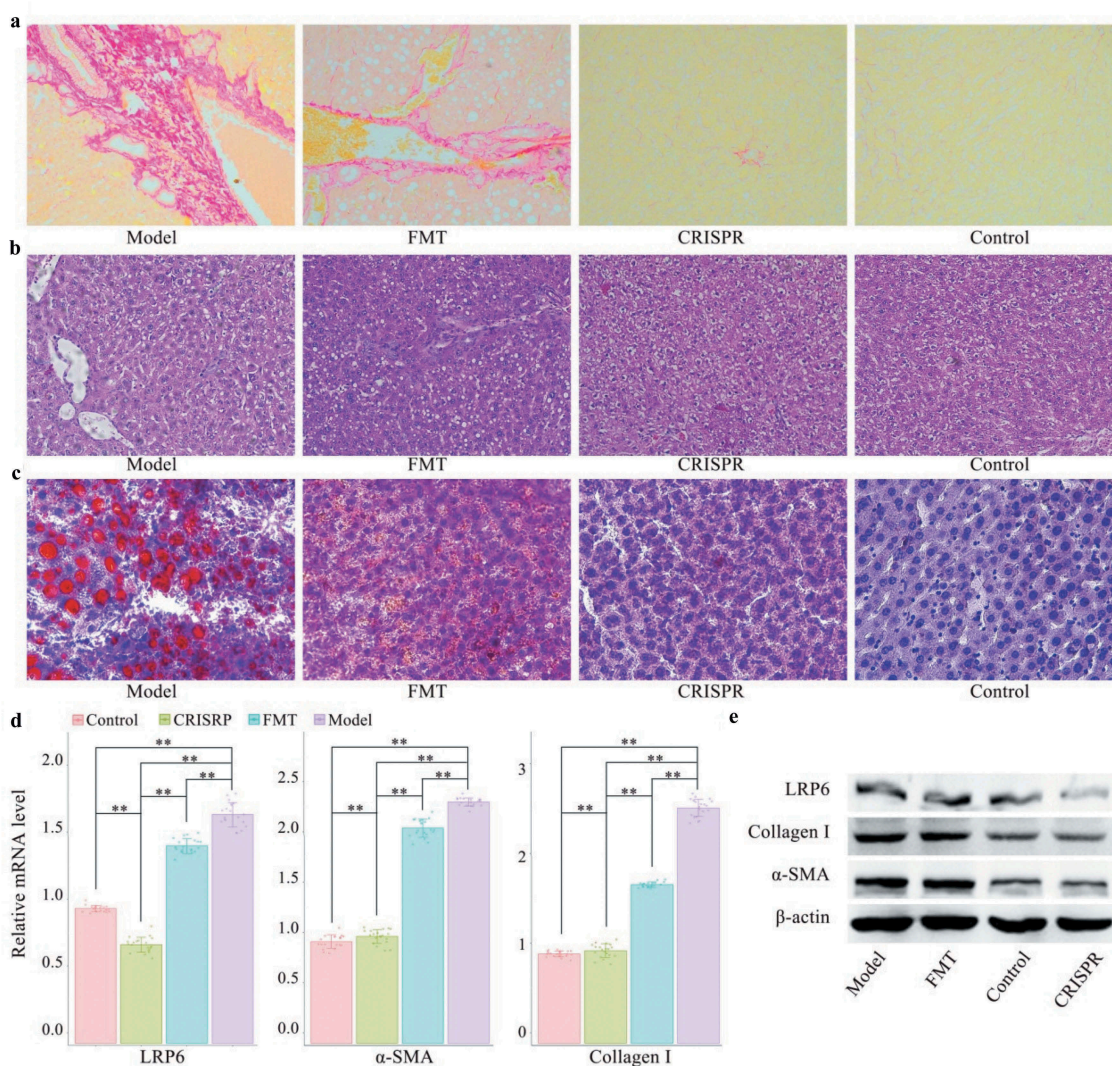 a
Model FMT CRISPR Control
b
Model FMT CRISPR Control
c
Model FMT CRISPR Control
d
Control CRISRP FMT Model
Relative mRNA level
2.0
1.5
1.0
0.5
0.0
** ** ** ** **
LRP6
2.5
2.0
1.5
1.0
0.5
0.0
** ** ** ** **
α-SMA
3
2
1
0
** ** ** ** **
Collagen I
e
LRP6
Collagen I
α-SMA
β-actin
Model FMT Control CRISPR